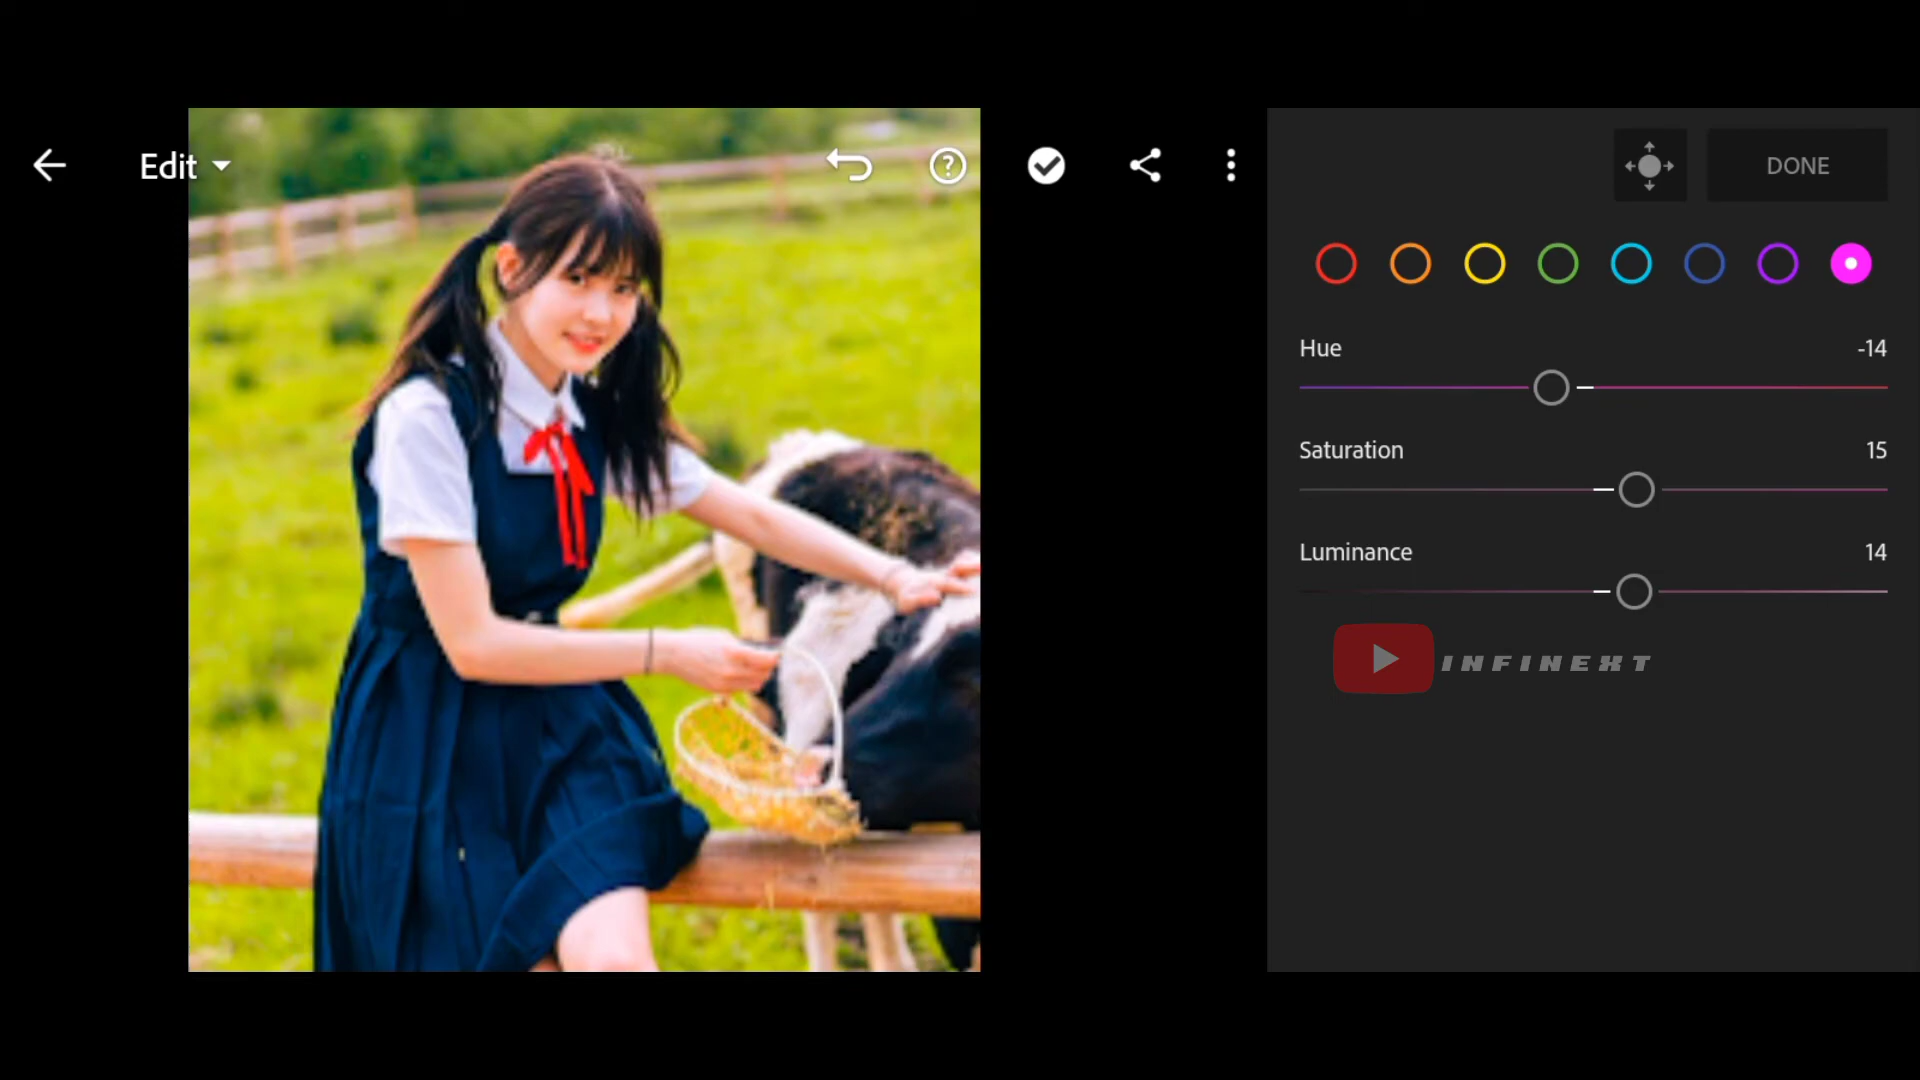 Edit
DONE
Hue -14
Saturation 15
Luminance 14
INFINEXT